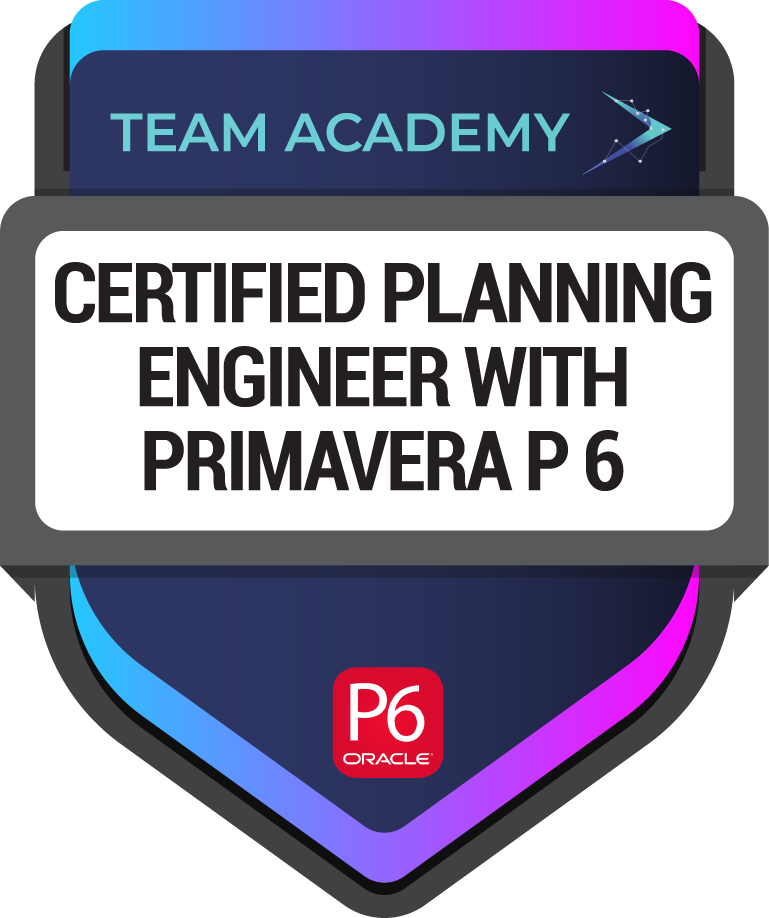 TEAM ACADEMY
CERTIFIED PLANNING
ENGINEER WITH
PRIMAVERA P 6
P6
ORACLE®